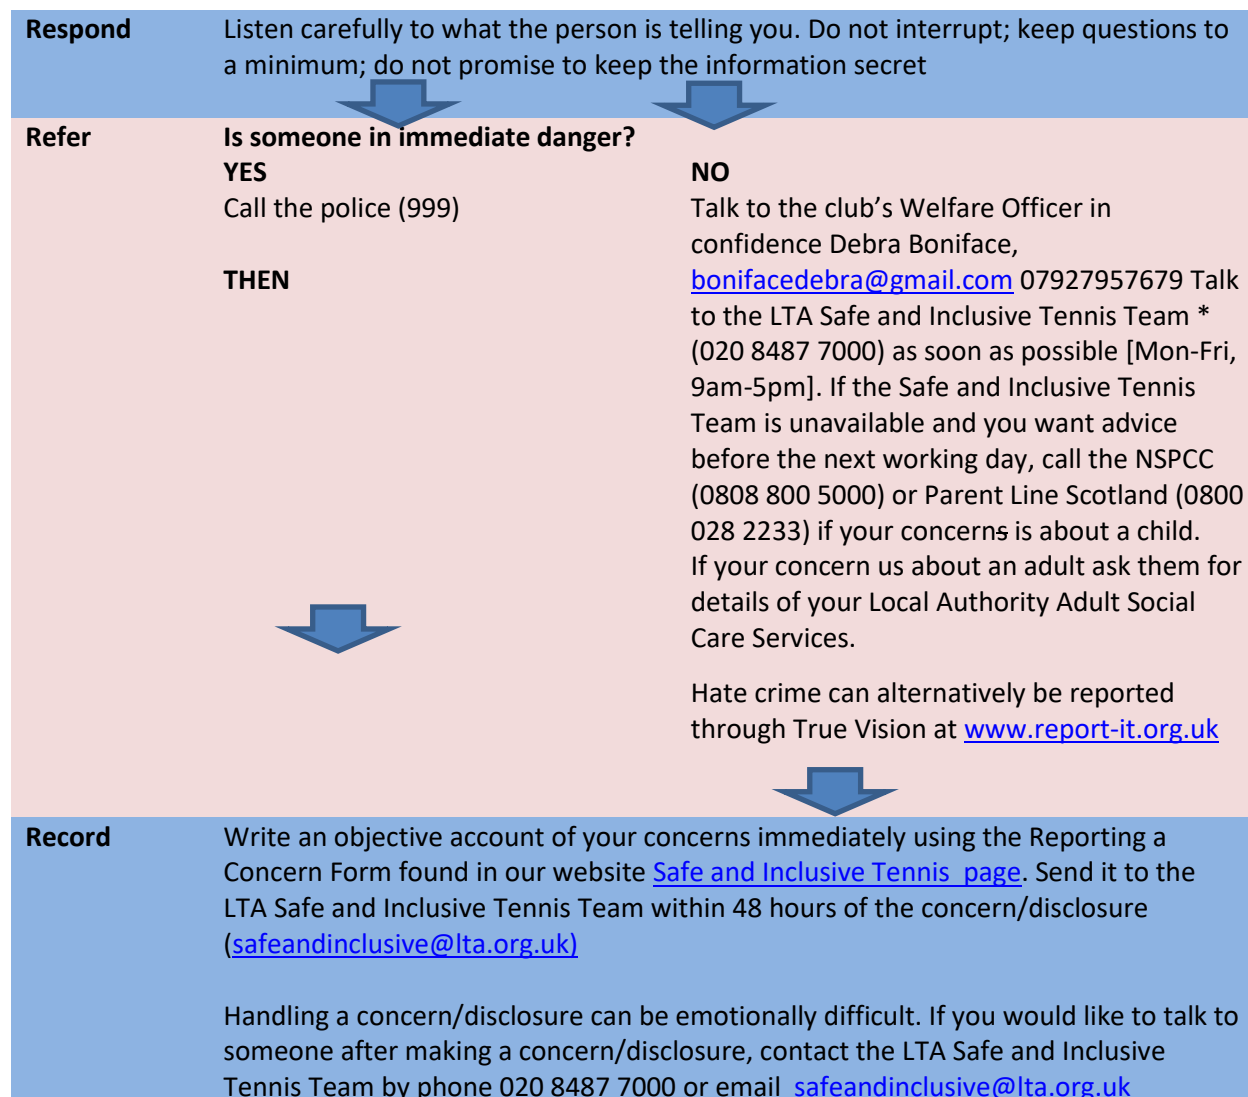 Respond
Listen carefully to what the person is telling you. Do not interrupt; keep questions to
a minimum; do not promise to keep the information secret
Refer
Is someone in immediate danger?
YES
Call the police (999)
THEN
NO
Talk to the club's Welfare Officer in
confidence Debra Boniface,
bonifacedebra@gmail.com 07927957679 Talk
to the LTA Safe and Inclusive Tennis Team *
(020 8487 7000) as soon as possible [Mon-Fri,
9am-5pm]. If the Safe and Inclusive Tennis
Team is unavailable and you want advice
before the next working day, call the NSPCC
(0808 800 5000) or Parent Line Scotland (0800
028 2233) if your concerns is about a child.
If your concern us about an adult ask them for
details of your Local Authority Adult Social
Care Services.
Hate crime can alternatively be reported
through True Vision at www.report-it.org.uk
Record
Write an objective account of your concerns immediately using the Reporting a
Concern Form found in our website Safe and Inclusive Tennis  page. Send it to the
LTA Safe and Inclusive Tennis Team within 48 hours of the concern/disclosure
(safeandinclusive@lta.org.uk)
Handling a concern/disclosure can be emotionally difficult. If you would like to talk to
someone after making a concern/disclosure, contact the LTA Safe and Inclusive
Tennis Team by phone 020 8487 7000 or email  safeandinclusive@lta.org.uk